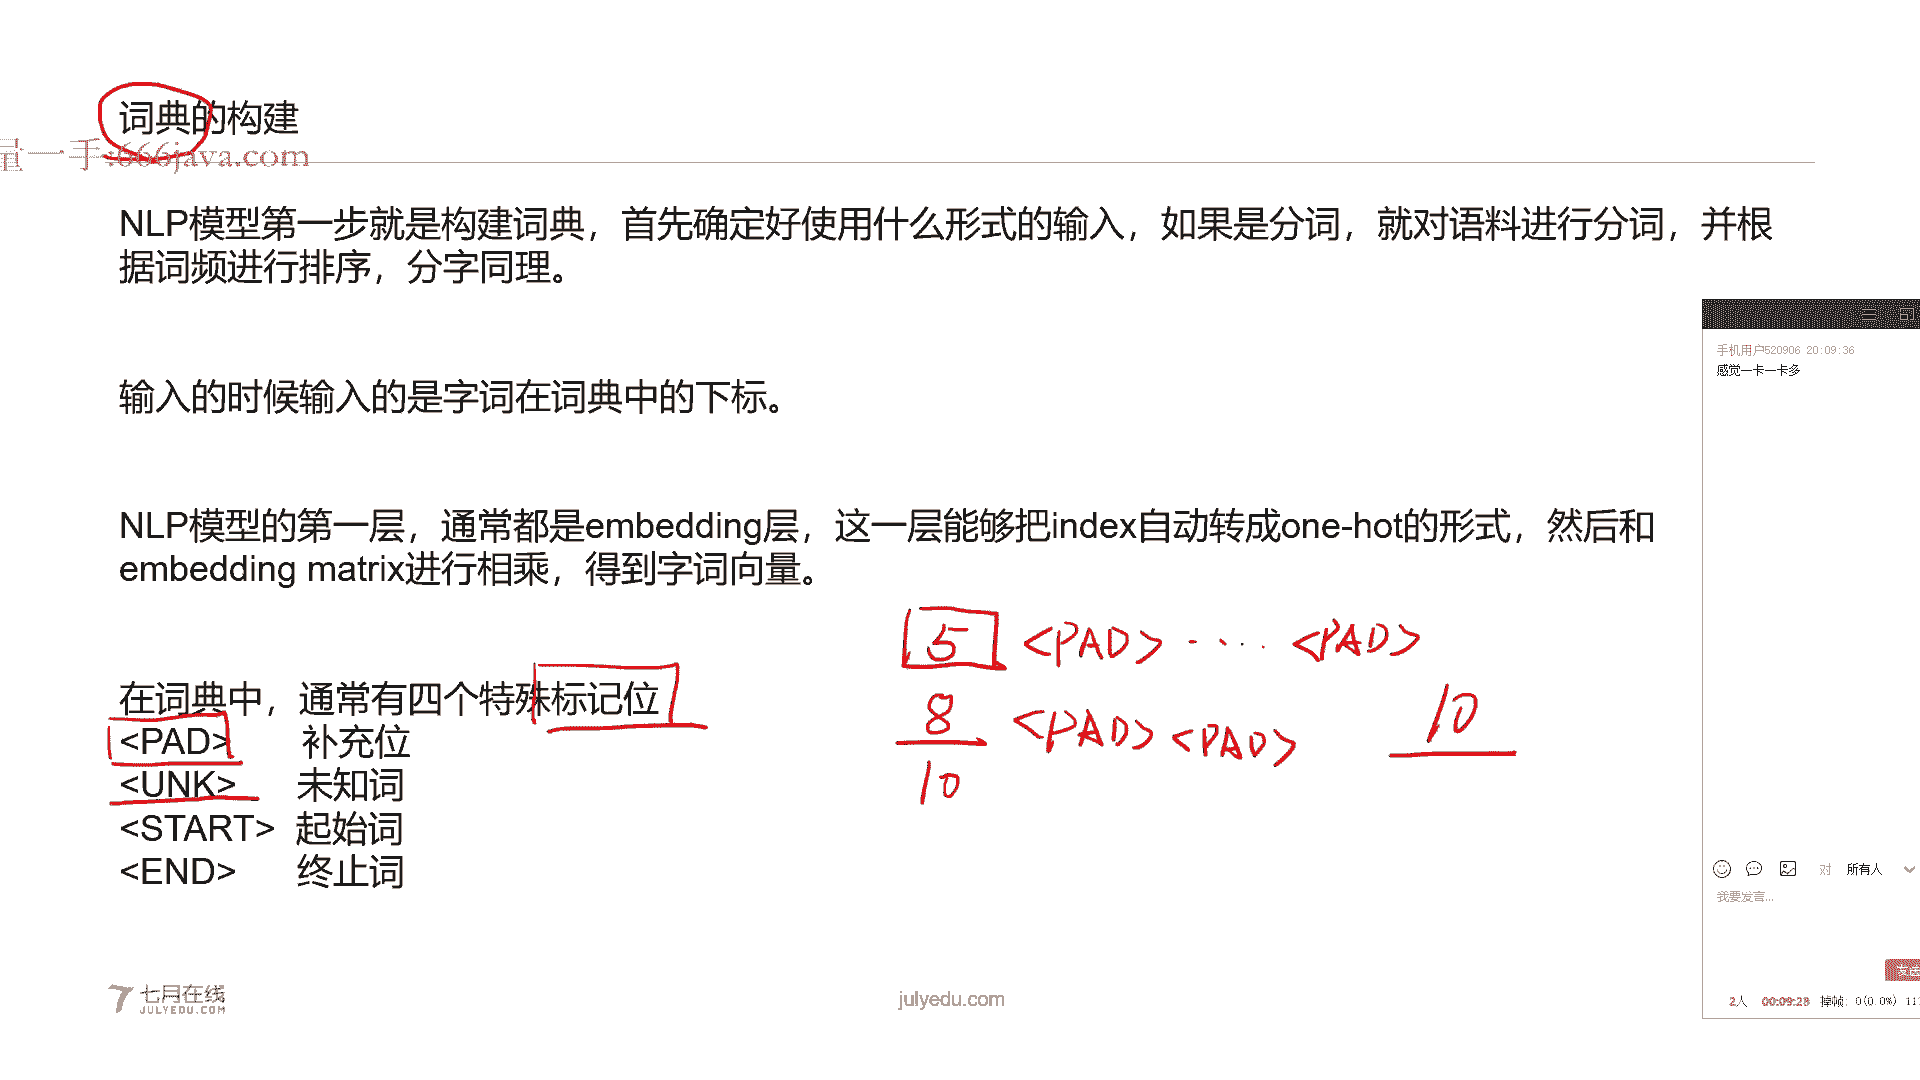 词典的构建
量一手:666java.com
NLP模型第一步就是构建词典，首先确定好使用什么形式的输入，如果是分词，就对语料进行分词，并根
据词频进行排序，分字同理。
手机用户520906 20:09:36
感觉一卡一卡多
输入的时候输入的是字词在词典中的下标。
NLP模型的第一层，通常都是embedding层，这一层能够把index自动转成one-hot的形式，然后和
embedding matrix进行相乘，得到字词向量。
5 <PAD> ···· <PAD>
在词典中，通常有四个特殊标记位
8 <PAD> <PAD> 10
<PAD> 补充位
<UNK> 未知词
10
<START> 起始词
<END> 终止词
对 所有人
我要发言...
七月在线
JULYEDU.COM
julyedu.com
2人 00:09:28 掉帧: 0(0.0%)